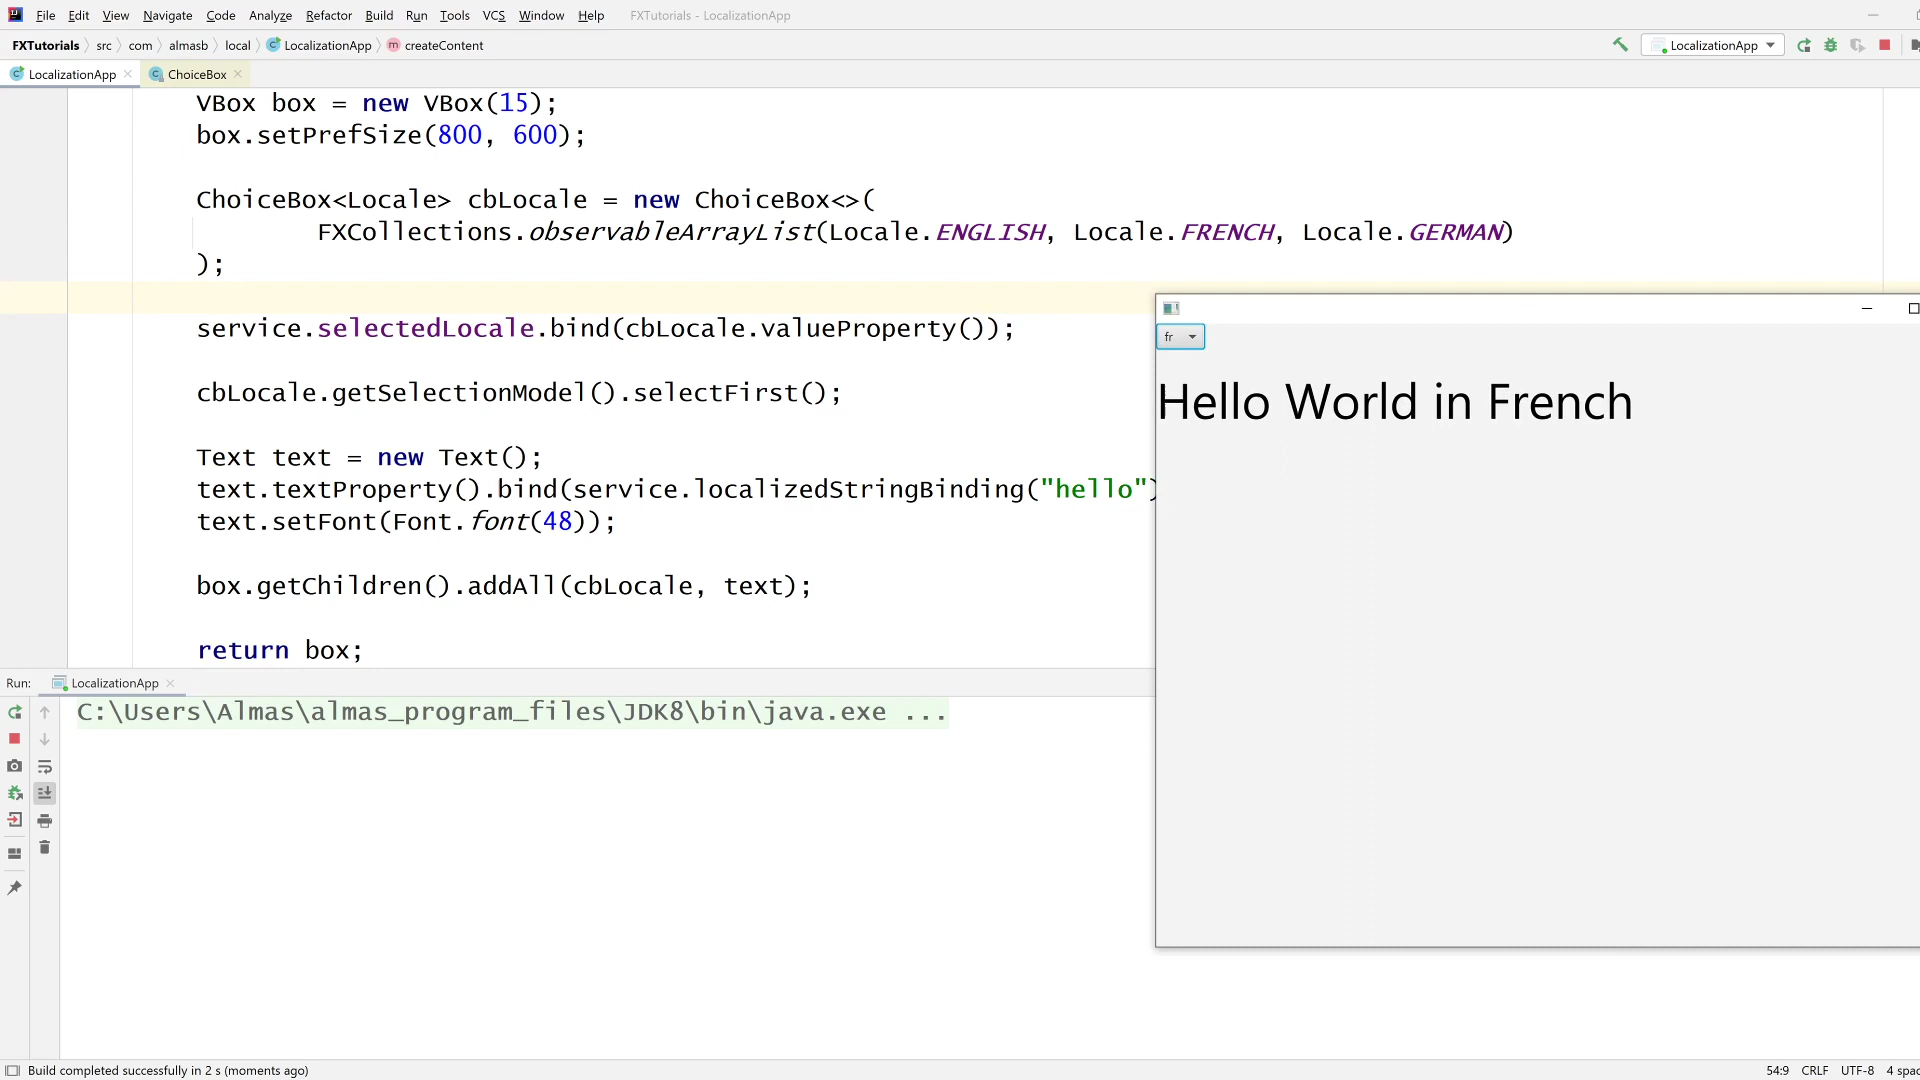 File Edit View Navigate Code Analyze Refactor Build Run Tools VCS Window Help FXTutorials - LocalizationApp
FXTutorials src com almasb local LocalizationApp createContent LocalizationApp
LocalizationApp ChoiceBox
VBox box = new VBox(15);
box.setPrefSize(800, 600);
ChoiceBox<Locale> cbLocale = new ChoiceBox<>(
FXCollections.observableArrayList(Locale.ENGLISH, Locale.FRENCH, Locale.GERMAN)
);
service.selectedLocale.bind(cbLocale.valueProperty());
cbLocale.getSelectionModel().selectFirst();
Text text = new Text();
text.textProperty().bind(service.localizedStringBinding("hello")
text.setFont(Font.font(48));
box.getChildren().addAll(cbLocale, text);
return box;
fr
Hello World in French
Run: LocalizationApp
C:\Users\Almas\almas_program_files\JDK8\bin\java.exe ...
Build completed successfully in 2 s (moments ago) 54:9 CRLF UTF-8 4 spac